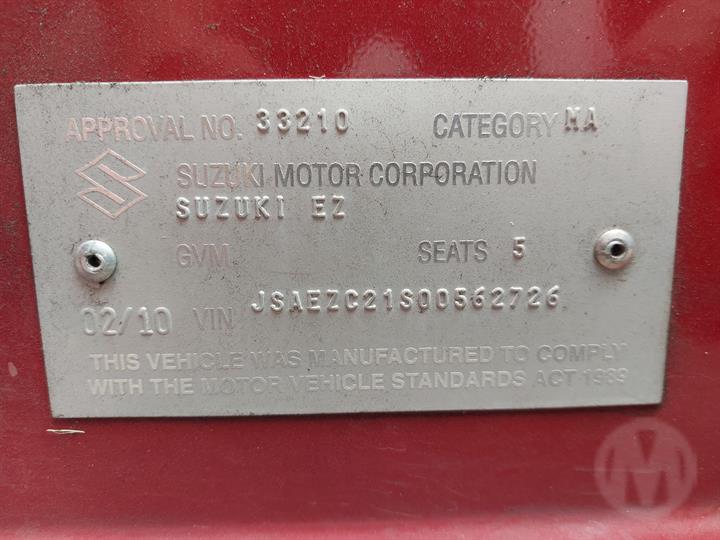 APPROVAL NO. 33210 CATEGORY MA
SUZUKI MOTOR CORPORATION
SUZUKI EZ
GVM SEATS 5
02/10 VIN JSAEZC21S00562726
THIS VEHICLE WAS MANUFACTURED TO COMPLY
WITH THE MOTOR VEHICLE STANDARDS ACT 1989
M